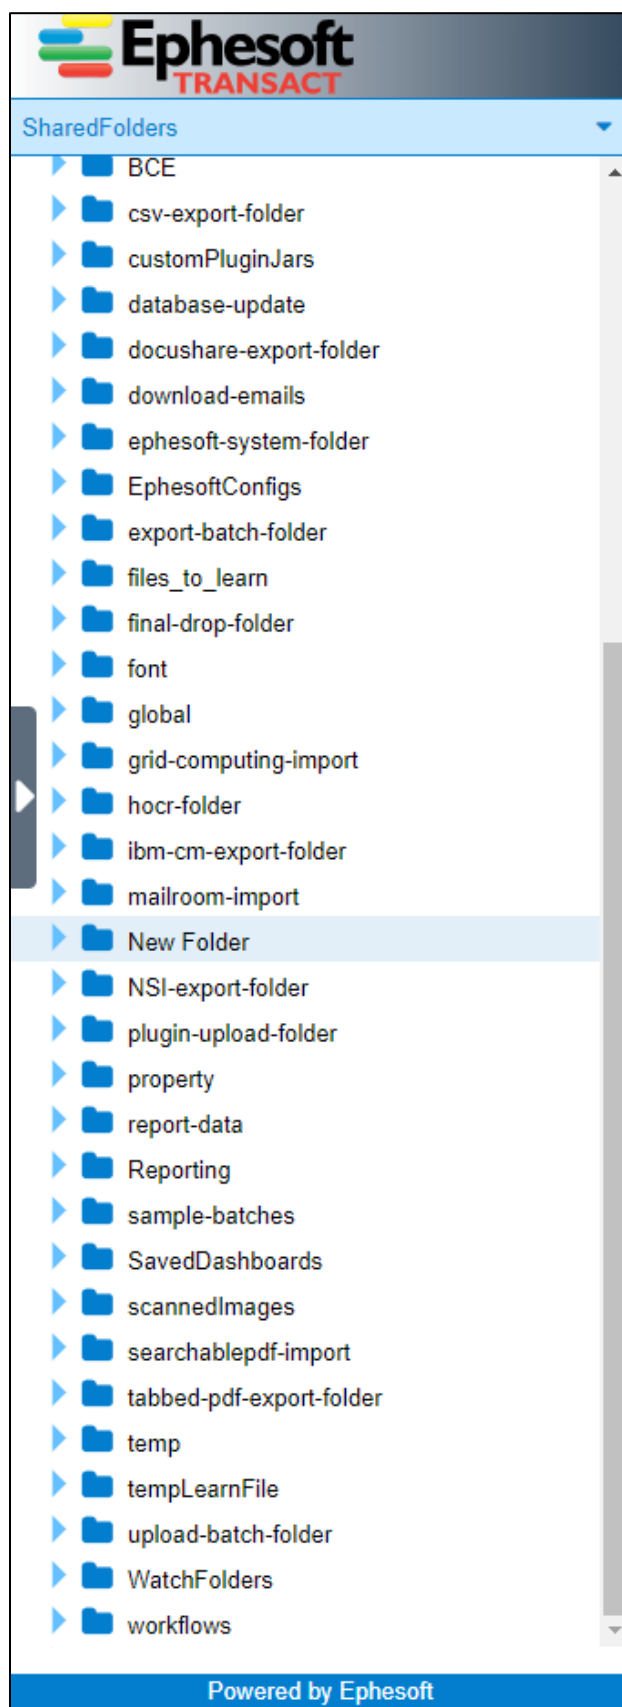 Ephesoft
TRANSACT
SharedFolders
BCE
csv-export-folder
customPluginJars
database-update
docushare-export-folder
download-emails
ephesoft-system-folder
EphesoftConfigs
export-batch-folder
files_to_learn
final-drop-folder
font
global
grid-computing-import
hocr-folder
ibm-cm-export-folder
mailroom-import
New Folder
NSI-export-folder
plugin-upload-folder
property
report-data
Reporting
sample-batches
SavedDashboards
scannedImages
searchablepdf-import
tabbed-pdf-export-folder
temp
tempLearnFile
upload-batch-folder
WatchFolders
workflows
Powered by Ephesoft